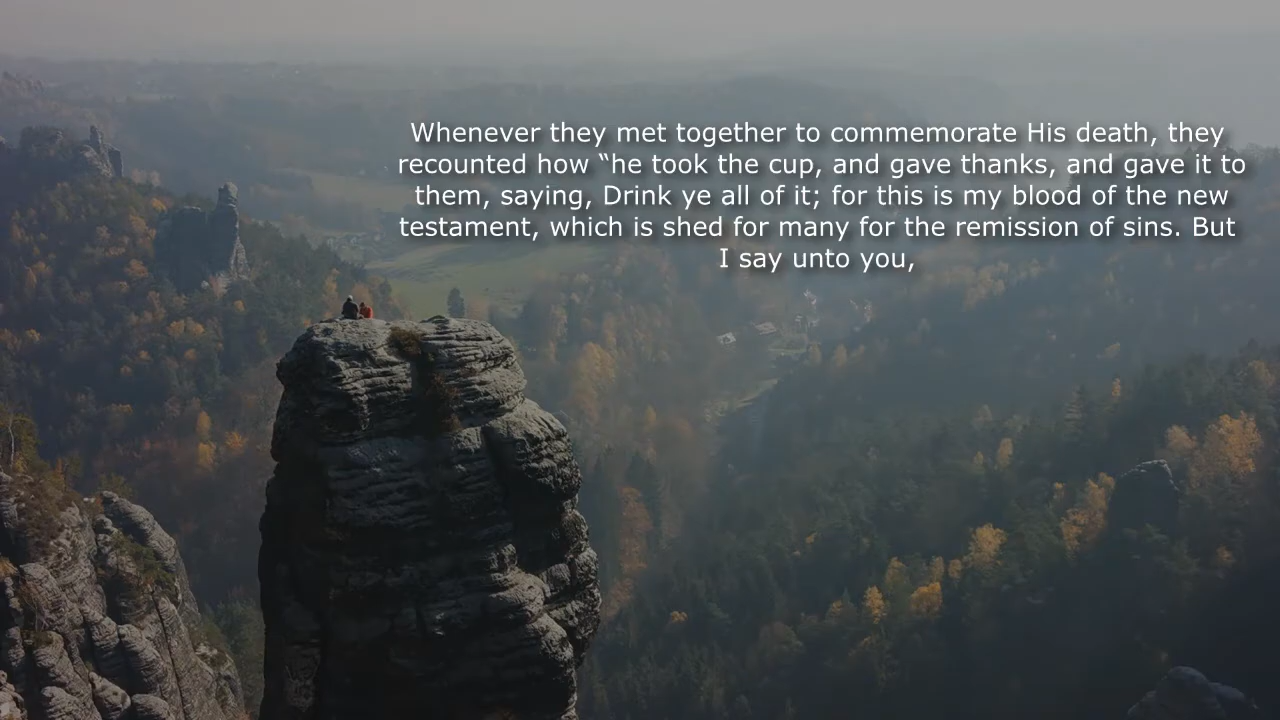 Whenever they met together to commemorate His death, they
recounted how “he took the cup, and gave thanks, and gave it to
them, saying, Drink ye all of it; for this is my blood of the new
testament, which is shed for many for the remission of sins. But
I say unto you,